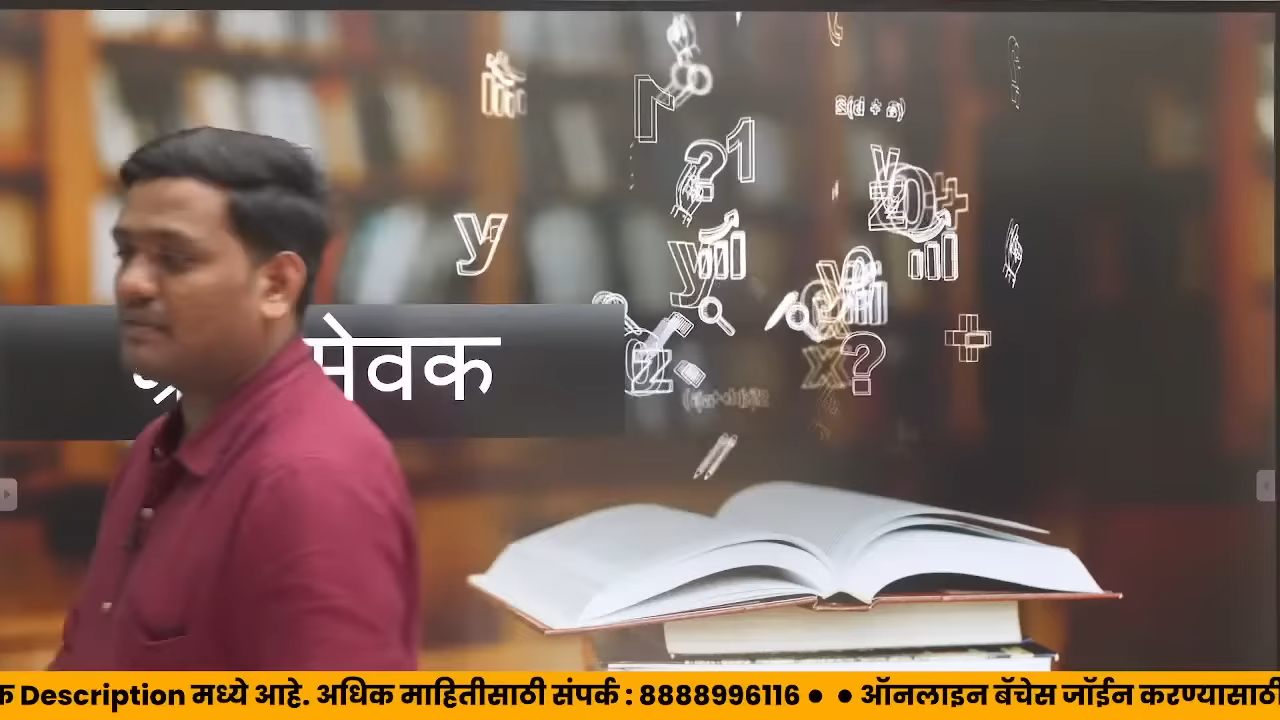 सेवक
क Description मध्ये आहे. अधिक माहितीसाठी संपर्क : 8888996116 ● ● ऑनलाइन बॅचेस जॉईन करण्यासाठी